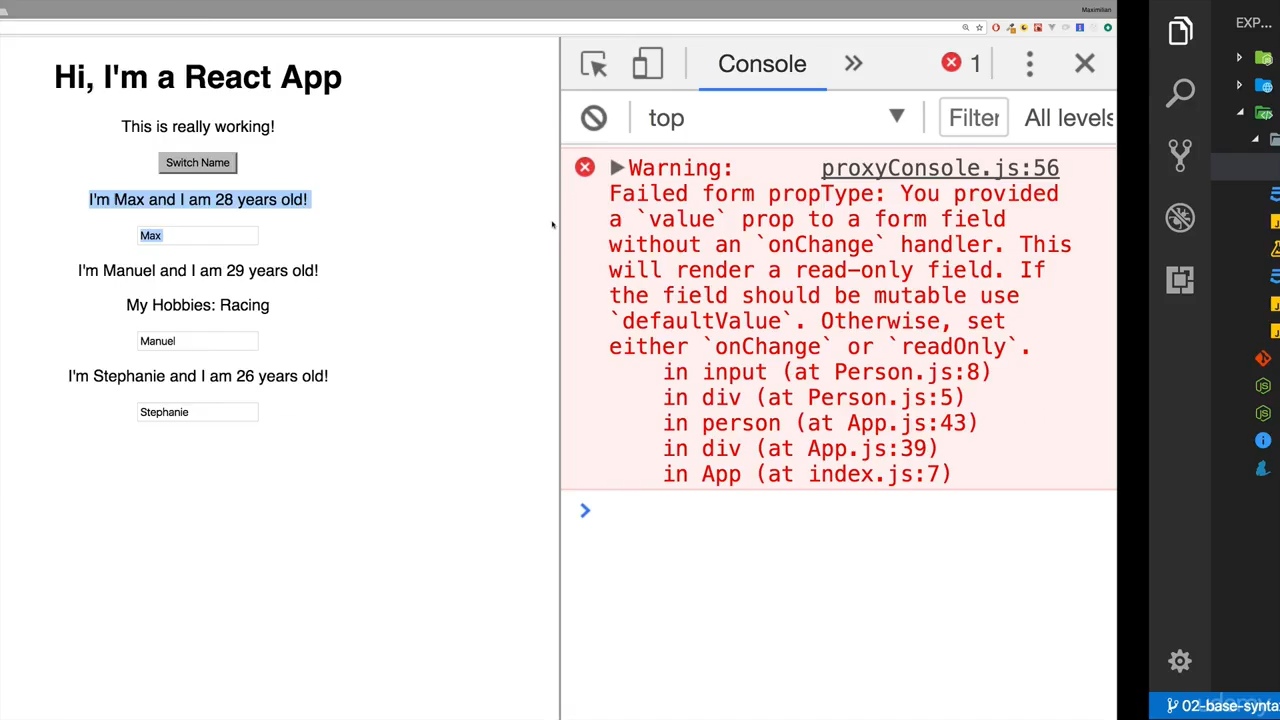 Maximilian
Hi, I'm a React App
This is really working!
Switch Name
I'm Max and I am 28 years old!
Max
I'm Manuel and I am 29 years old!
My Hobbies: Racing
Manuel
I'm Stephanie and I am 26 years old!
Stephanie
Console
1
top
Filter
All levels
Warning: proxyConsole.js:56
Failed form propType: You provided
a `value` prop to a form field
without an `onChange` handler. This
will render a read-only field. If
the field should be mutable use
`defaultValue`. Otherwise, set
either `onChange` or `readOnly`.
in input (at Person.js:8)
in div (at Person.js:5)
in person (at App.js:43)
in div (at App.js:39)
in App (at index.js:7)
EXP...
02-base-synta
udemy